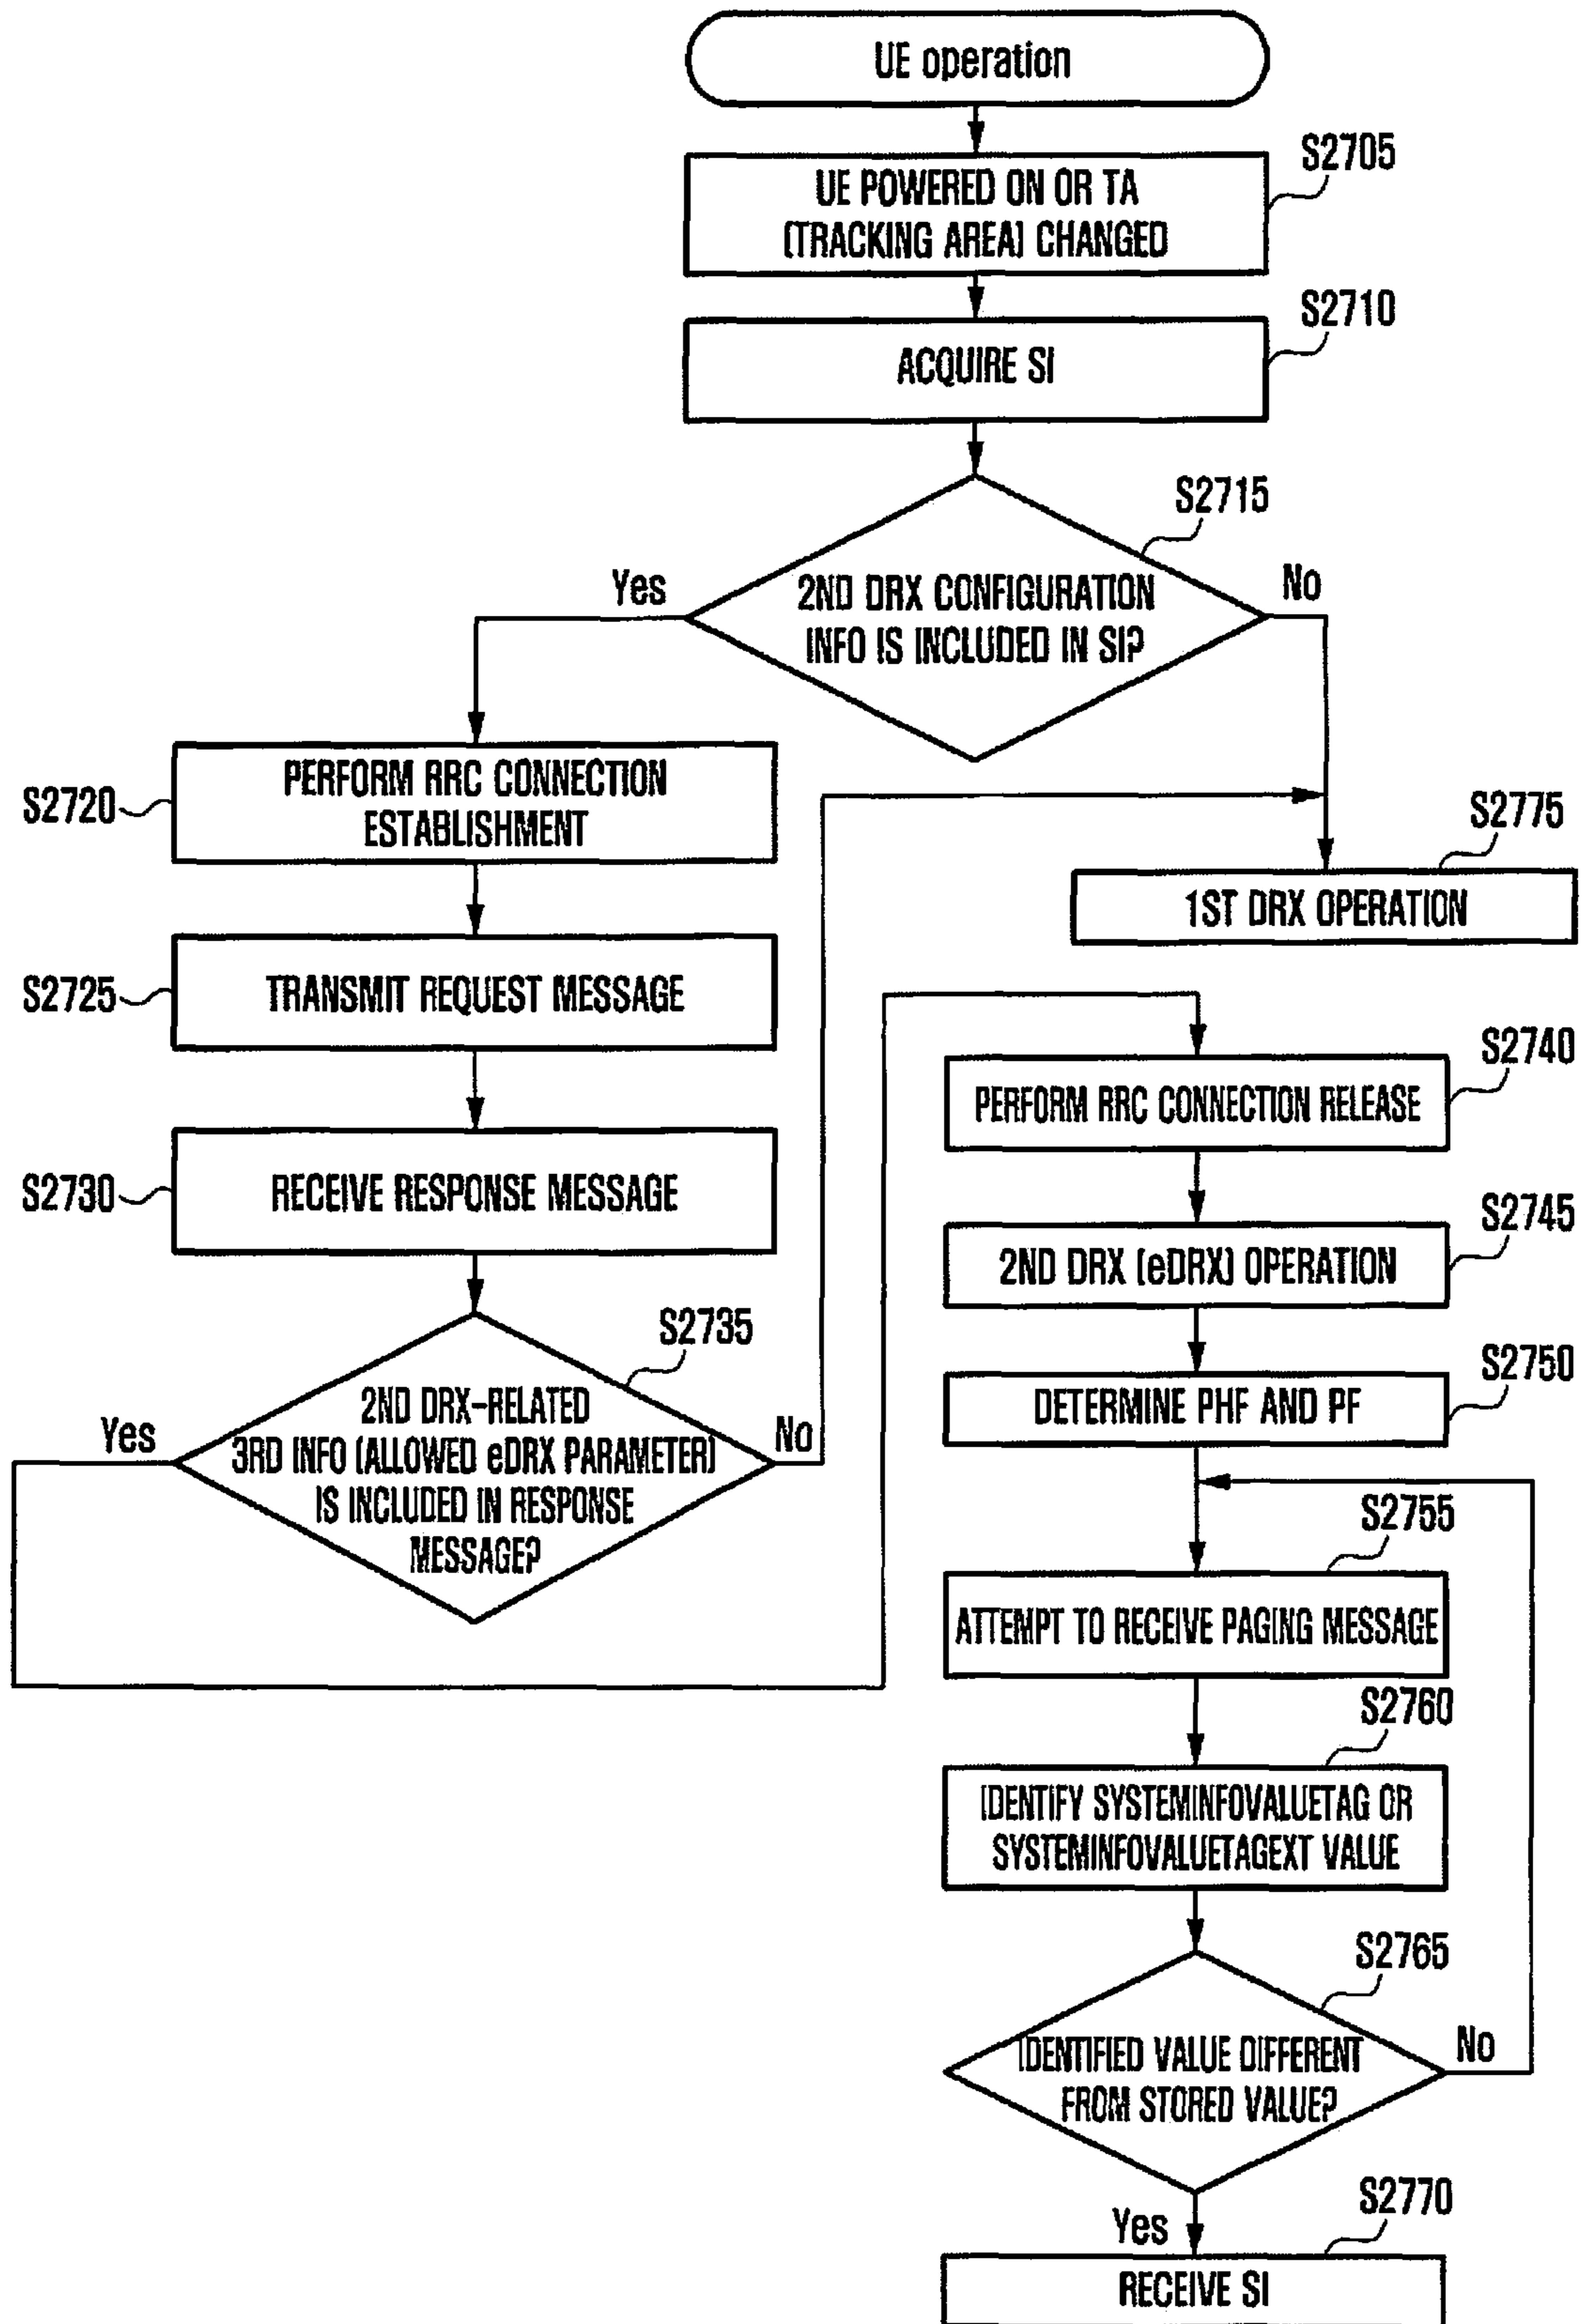 UE operation
S2705
UE POWERED ON OR TA
(TRACKING AREA) CHANGED
S2710
ACQUIRE SI
S2715
Yes
No
2ND DRX CONFIGURATION
INFO IS INCLUDED IN SI?
S2720
PERFORM RRC CONNECTION
ESTABLISHMENT
S2775
1ST DRX OPERATION
S2725
TRANSMIT REQUEST MESSAGE
S2730
RECEIVE RESPONSE MESSAGE
S2735
Yes
No
2ND DRX-RELATED
3RD INFO (ALLOWED eDRX PARAMETER)
IS INCLUDED IN RESPONSE
MESSAGE?
S2740
PERFORM RRC CONNECTION RELEASE
S2745
2ND DRX (eDRX) OPERATION
S2750
DETERMINE PHF AND PF
S2755
ATTEMPT TO RECEIVE PAGING MESSAGE
S2760
IDENTIFY SYSTEMINFOVALUETAG OR
SYSTEMINFOVALUETAGEXT VALUE
S2765
IDENTIFIED VALUE DIFFERENT
FROM STORED VALUE?
No
Yes
S2770
RECEIVE SI